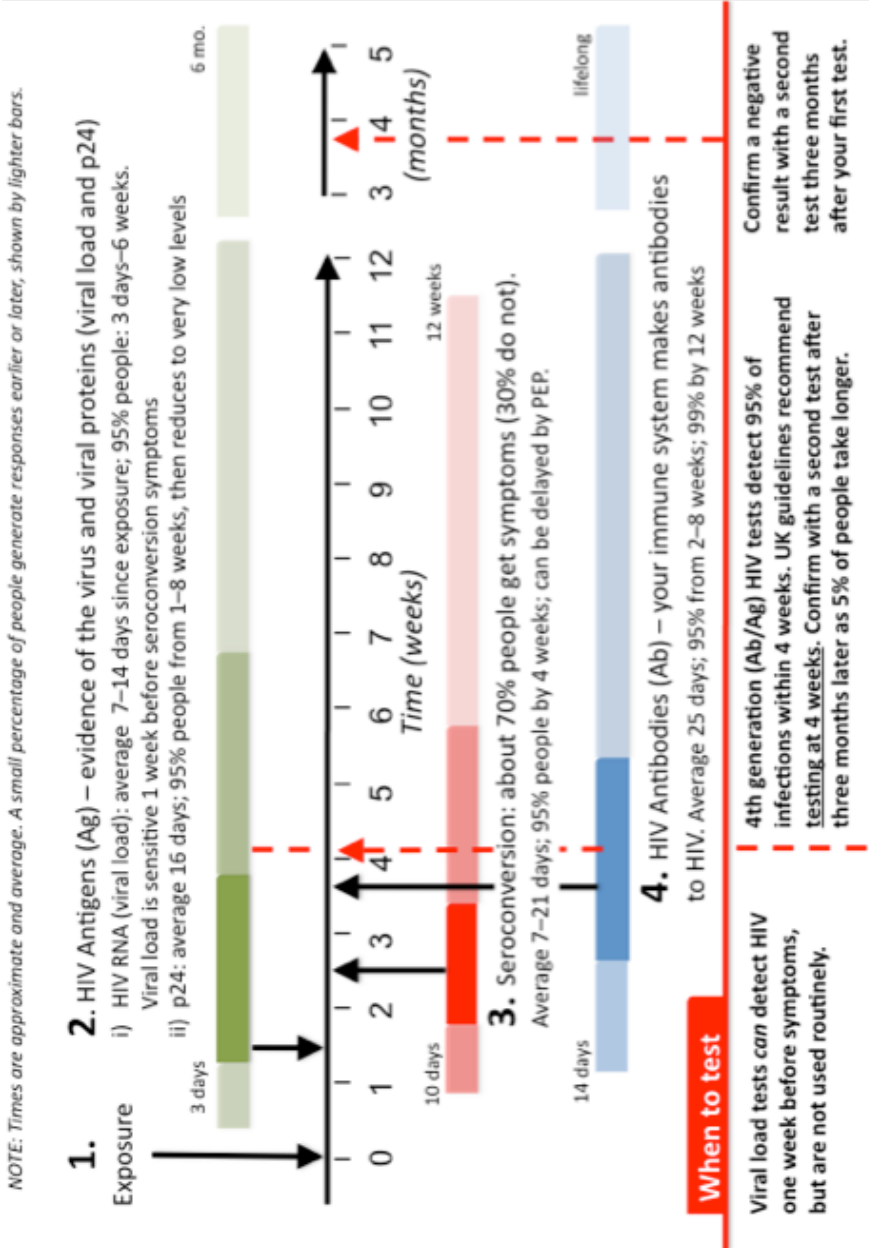 NOTE: Times are approximate and average. A small percentage of people generate responses earlier or later, shown by lighter bars.
1.
Exposure
2. HIV Antigens (Ag) – evidence of the virus and viral proteins (viral load and p24)
i) HIV RNA (viral load): average 7–14 days since exposure; 95% people: 3 days–6 weeks.
Viral load is sensitive 1 week before seroconversion symptoms
ii) p24: average 16 days; 95% people from 1–8 weeks, then reduces to very low levels
3 days
6 mo.
0 1 2 3 4 5 6 7 8 9 10 11 12 3 4 5
Time (weeks)
(months)
10 days
12 weeks
3. Seroconversion: about 70% people get symptoms (30% do not).
Average 7–21 days; 95% people by 4 weeks; can be delayed by PEP.
14 days
lifelong
4. HIV Antibodies (Ab) – your immune system makes antibodies
to HIV. Average 25 days; 95% from 2–8 weeks; 99% by 12 weeks
When to test
Viral load tests can detect HIV
one week before symptoms,
but are not used routinely.
4th generation (Ab/Ag) HIV tests detect 95% of
infections within 4 weeks. UK guidelines recommend
testing at 4 weeks. Confirm with a second test after
three months later as 5% of people take longer.
Confirm a negative
result with a second
test three months
after your first test.